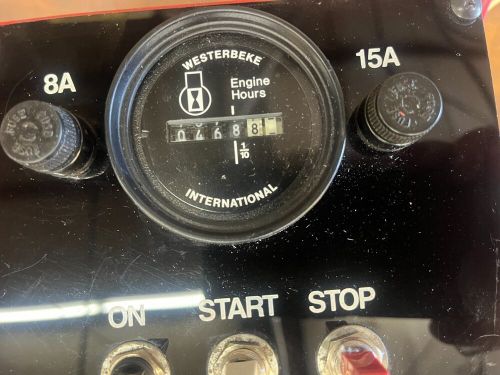 WESTERBEKE
8A
Engine
Hours
15A
04688
1/10
INTERNATIONAL
ON START STOP